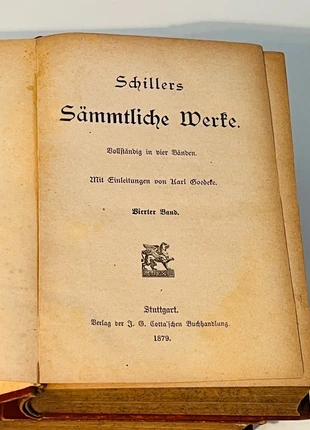 Schillers
Sämmtliche Werke.
Vollständig in vier Bänden.
Mit Einleitungen von Karl Goedeke.
Vierter Band.
Stuttgart.
Verlag der J. G. Cotta'schen Buchhandlung.
1879.